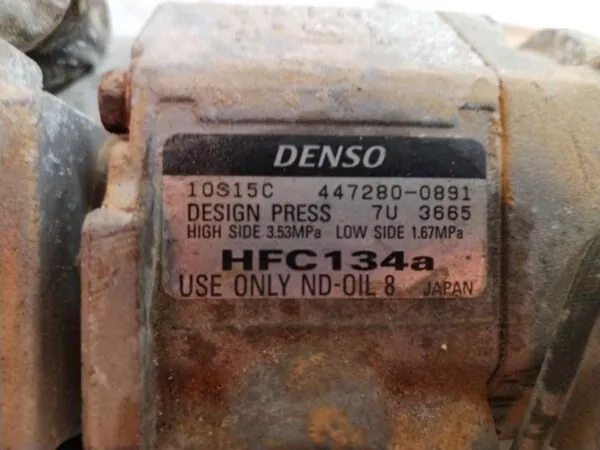 DENSO
10S15C 447280-0891
DESIGN PRESS 7U 3665
HIGH SIDE 3.53MPa LOW SIDE 1.67MPa
HFC134a
USE ONLY ND-OIL 8 JAPAN